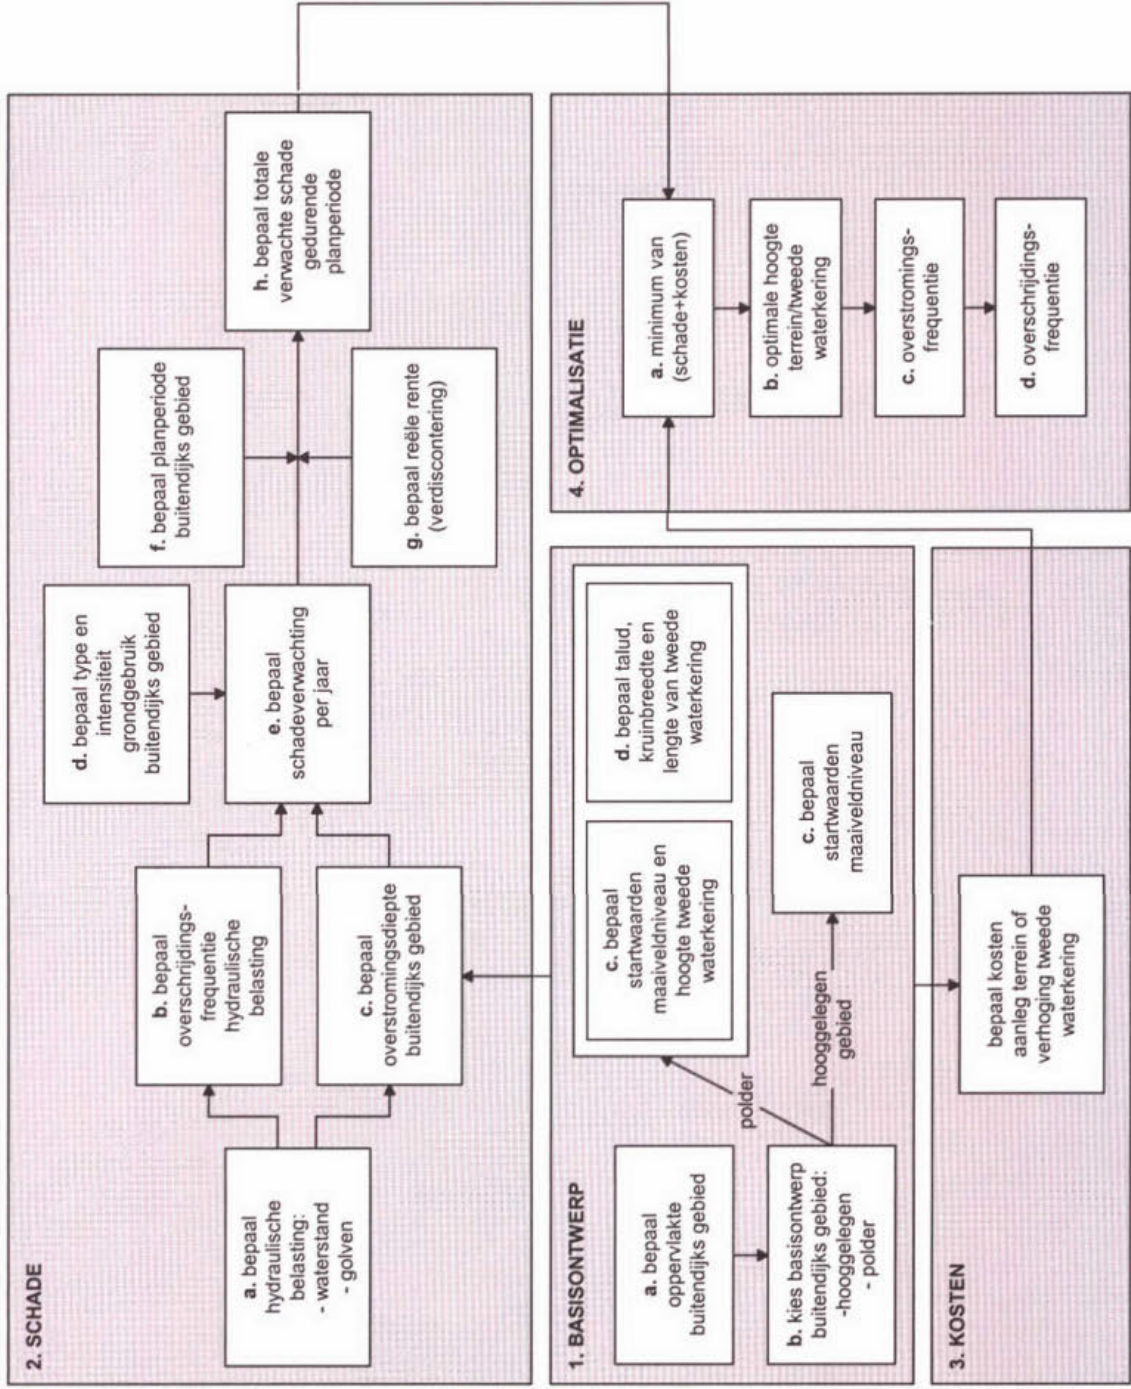 2. SCHADE
a. bepaal
hydraulische
belasting:
- waterstand
- golven
b. bepaal
overschrijdings-
frequentie
hydraulische
belasting
c. bepaal
overstromingsdiepte
buitendijks gebied
d. bepaal type en
intensiteit
grondgebruik
buitendijks gebied
e. bepaal
schadeverwachting
per jaar
f. bepaal planperiode
buitendijks gebied
g. bepaal reële rente
(verdiscontering)
h. bepaal totale
verwachte schade
gedurende
planperiode
1. BASISONTWERP
a. bepaal
oppervlakte
buitendijks gebied
b. kies basisontwerp
buitendijks gebied:
-hooggelegen
- polder
polder
hooggelegen
gebied
c. bepaal
startwaarden
maaiveldniveau en
hoogte tweede
waterkering
d. bepaal talud,
kruinbreedte en
lengte van tweede
waterkering
c. bepaal
startwaarden
maaiveldniveau
3. KOSTEN
bepaal kosten
aanleg terrein of
verhoging tweede
waterkering
4. OPTIMALISATIE
a. minimum van
(schade+kosten)
b. optimale hoogte
terrein/tweede
waterkering
c. overstromings-
frequentie
d. overschrijdings-
frequentie